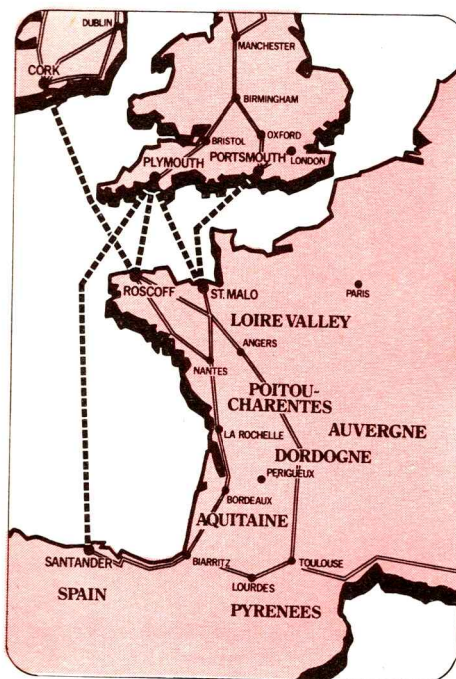 DUBLIN
MANCHESTER
CORK
BIRMINGHAM
BRISTOL
OXFORD
PLYMOUTH
PORTSMOUTH
LONDON
ROSCOFF
ST. MALO
PARIS
LOIRE VALLEY
ANGERS
NANTES
POITOU-
CHARENTES
LA ROCHELLE
AUVERGNE
DORDOGNE
PERIGUEUX
BORDEAUX
AQUITAINE
SANTANDER
BIARRITZ
TOULOUSE
LOURDES
SPAIN
PYRENEES